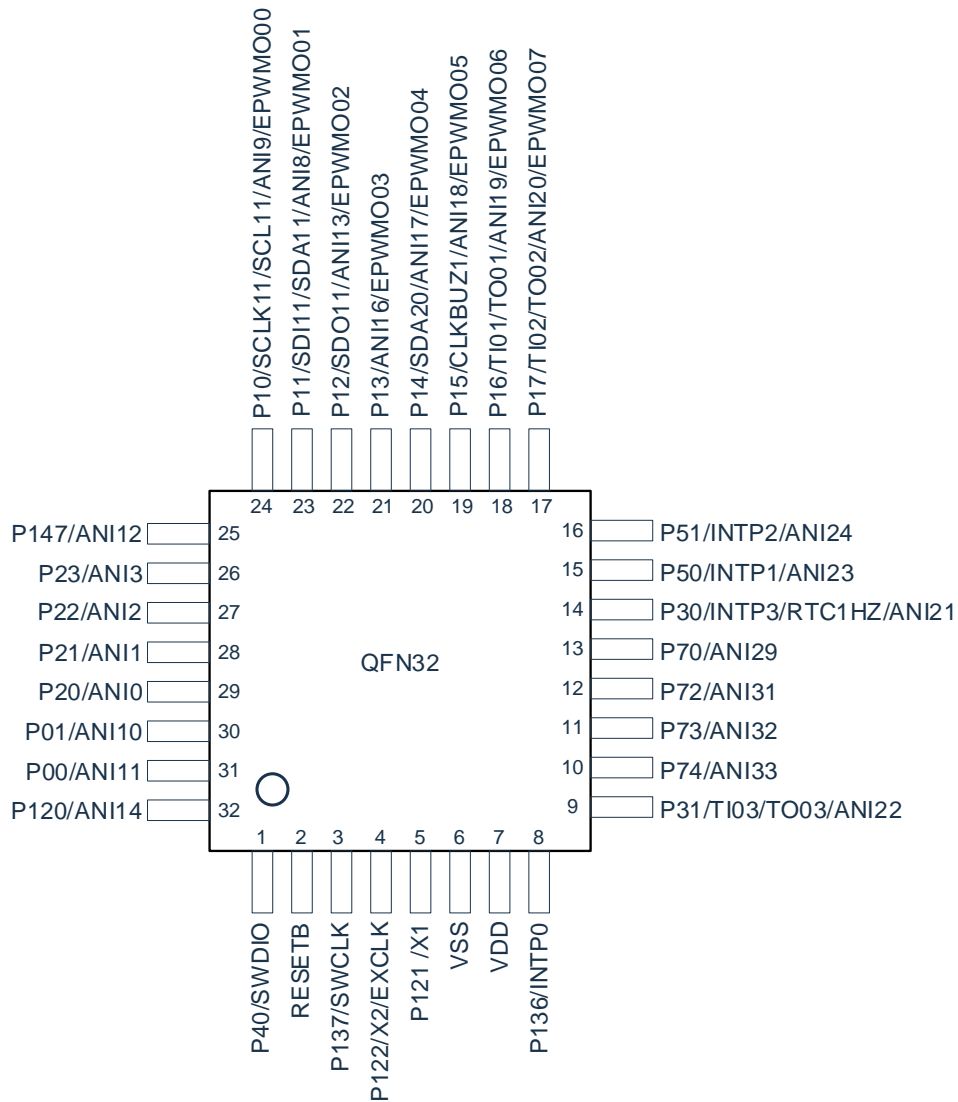 P10/SCLK11/SCL11/ANI9/EPWMO00
P11/SDI11/SDA11/ANI8/EPWMO01
P12/SDO11/ANI13/EPWMO02
P13/ANI16/EPWMO03
P14/SDA20/ANI17/EPWMO04
P15/CLKBUZ1/ANI18/EPWMO05
P16/TI01/TO01/ANI19/EPWMO06
P17/TI02/TO02/ANI20/EPWMO07
24 23 22 21 20 19 18 17
P147/ANI12 25
P23/ANI3 26
P22/ANI2 27
P21/ANI1 28
P20/ANI0 29
P01/ANI10 30
P00/ANI11 31
P120/ANI14 32
QFN32
16 P51/INTP2/ANI24
15 P50/INTP1/ANI23
14 P30/INTP3/RTC1HZ/ANI21
13 P70/ANI29
12 P72/ANI31
11 P73/ANI32
10 P74/ANI33
9 P31/TI03/TO03/ANI22
1 2 3 4 5 6 7 8
P40/SWDIO
RESETB
P137/SWCLK
P122/X2/EXCLK
P121 /X1
VSS
VDD
P136/INTP0